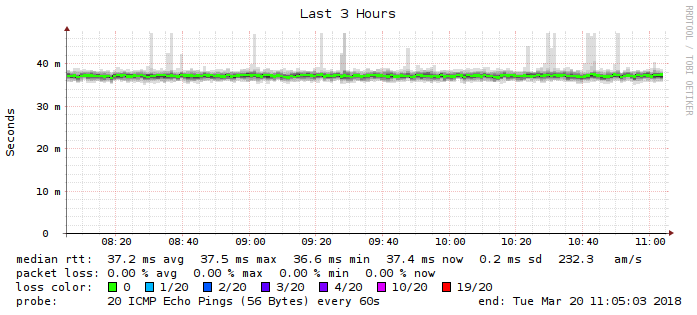 Last 3 Hours
RRDTOOL / TOBI OETIKER
Seconds
40 m
30 m
20 m
10 m
0
08:20 08:40 09:00 09:20 09:40 10:00 10:20 10:40 11:00
median rtt: 37.2 ms avg 37.5 ms max 36.6 ms min 37.4 ms now 0.2 ms sd 232.3 am/s
packet loss: 0.00 % avg 0.00 % max 0.00 % min 0.00 % now
loss color: 0 1/20 2/20 3/20 4/20 10/20 19/20
probe: 20 ICMP Echo Pings (56 Bytes) every 60s end: Tue Mar 20 11:05:03 2018